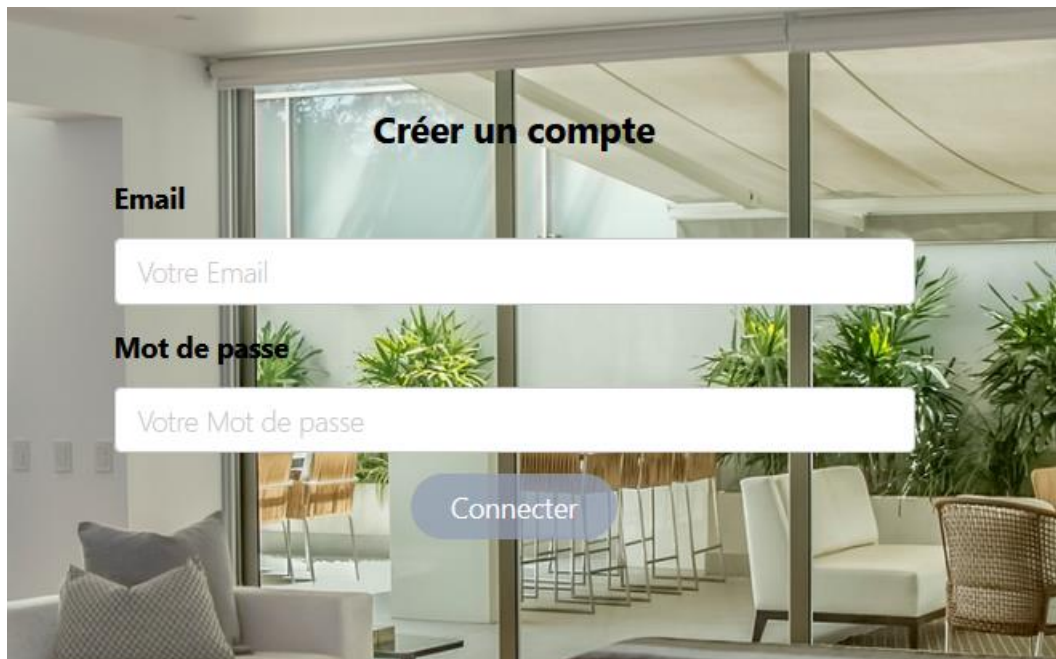 Créer un compte
Email
Votre Email
Mot de passe
Votre Mot de passe
Connecter